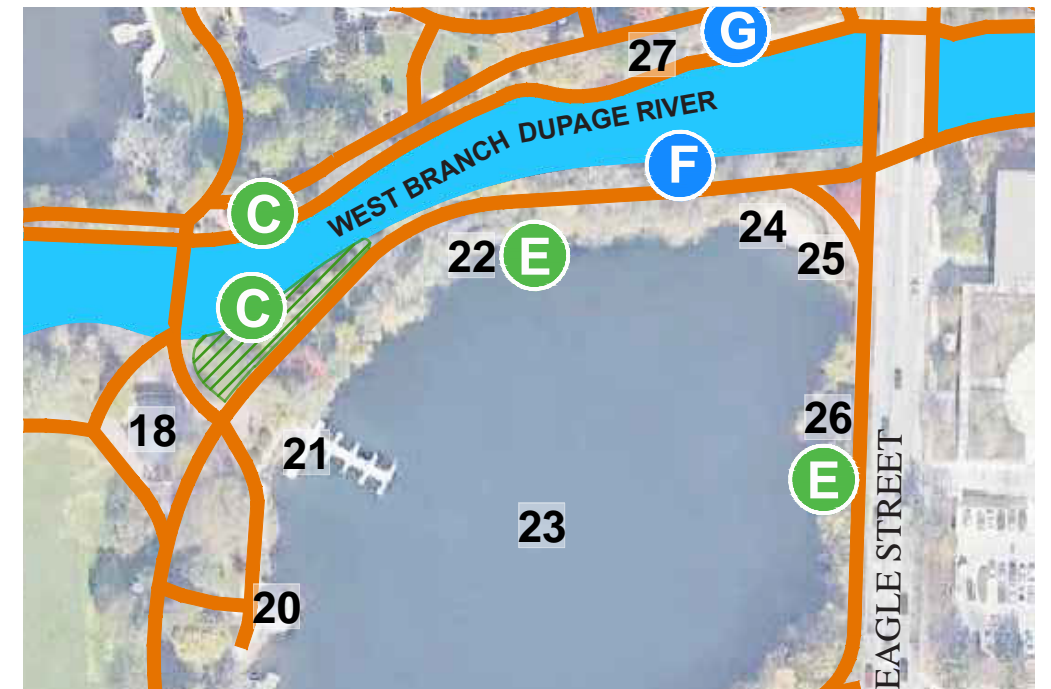 G
27
WEST BRANCH DUPAGE RIVER
F
C
24
22
E
25
C
26
18
21
E
23
EAGLE STREET
20